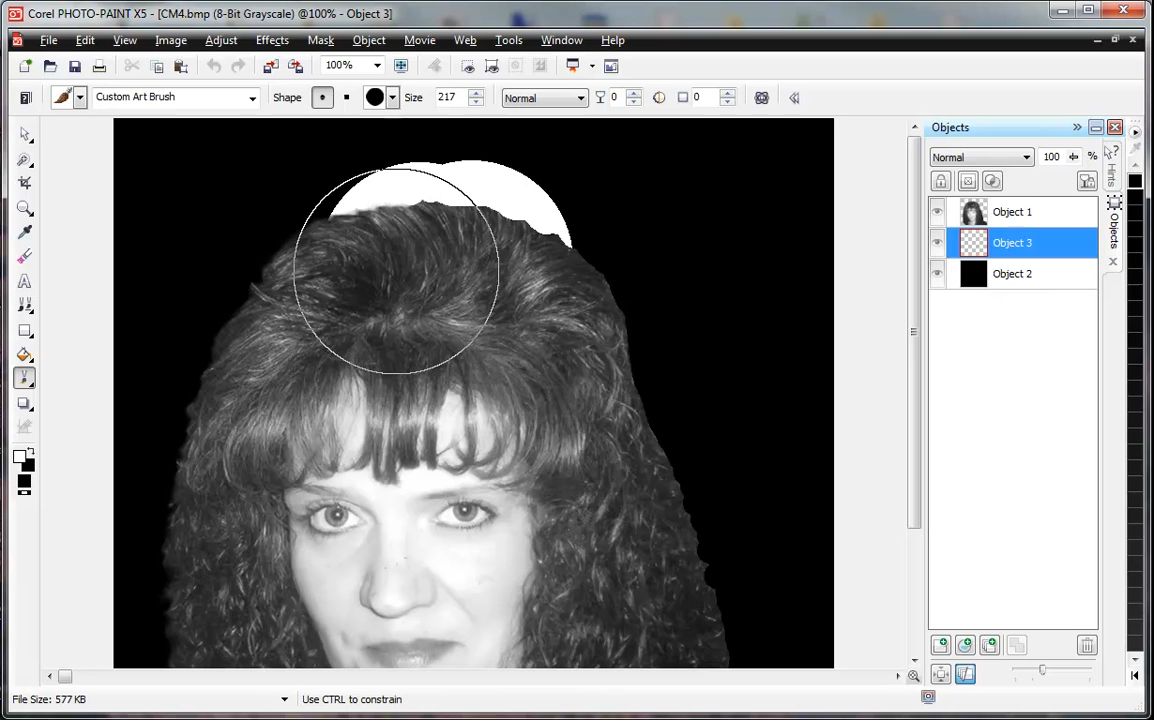 Corel PHOTO-PAINT X5 - [CM4.bmp (8-Bit Grayscale) @100% - Object 3]
File Edit View Image Adjust Effects Mask Object Movie Web Tools Window Help
100%
Custom Art Brush Shape Size 217 Normal 0 0
Objects
Normal 100 %
Hints
Object 1
Objects
Object 3
Object 2
File Size: 577 KB Use CTRL to constrain